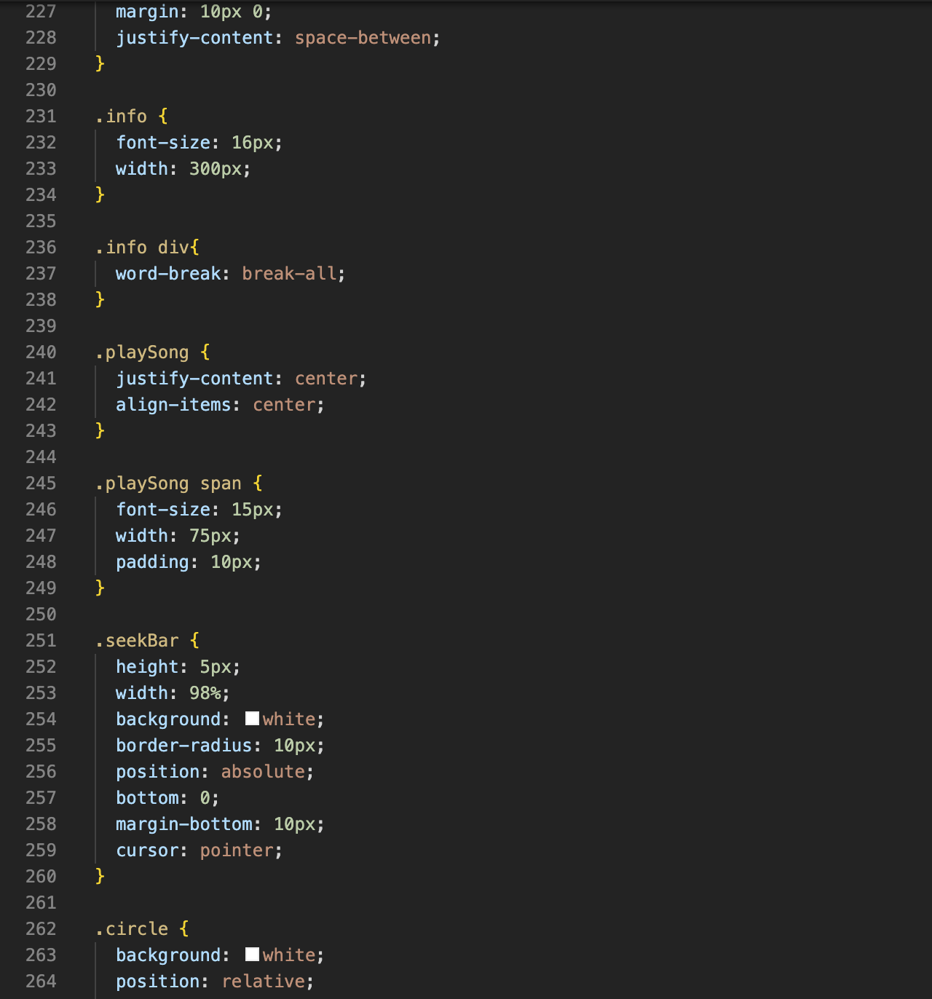 227 margin: 10px 0;
228 justify-content: space-between;
229 }
230
231 .info {
232 font-size: 16px;
233 width: 300px;
234 }
235
236 .info div{
237 word-break: break-all;
238 }
239
240 .playSong {
241 justify-content: center;
242 align-items: center;
243 }
244
245 .playSong span {
246 font-size: 15px;
247 width: 75px;
248 padding: 10px;
249 }
250
251 .seekBar {
252 height: 5px;
253 width: 98%;
254 background: white;
255 border-radius: 10px;
256 position: absolute;
257 bottom: 0;
258 margin-bottom: 10px;
259 cursor: pointer;
260 }
261
262 .circle {
263 background: white;
264 position: relative;